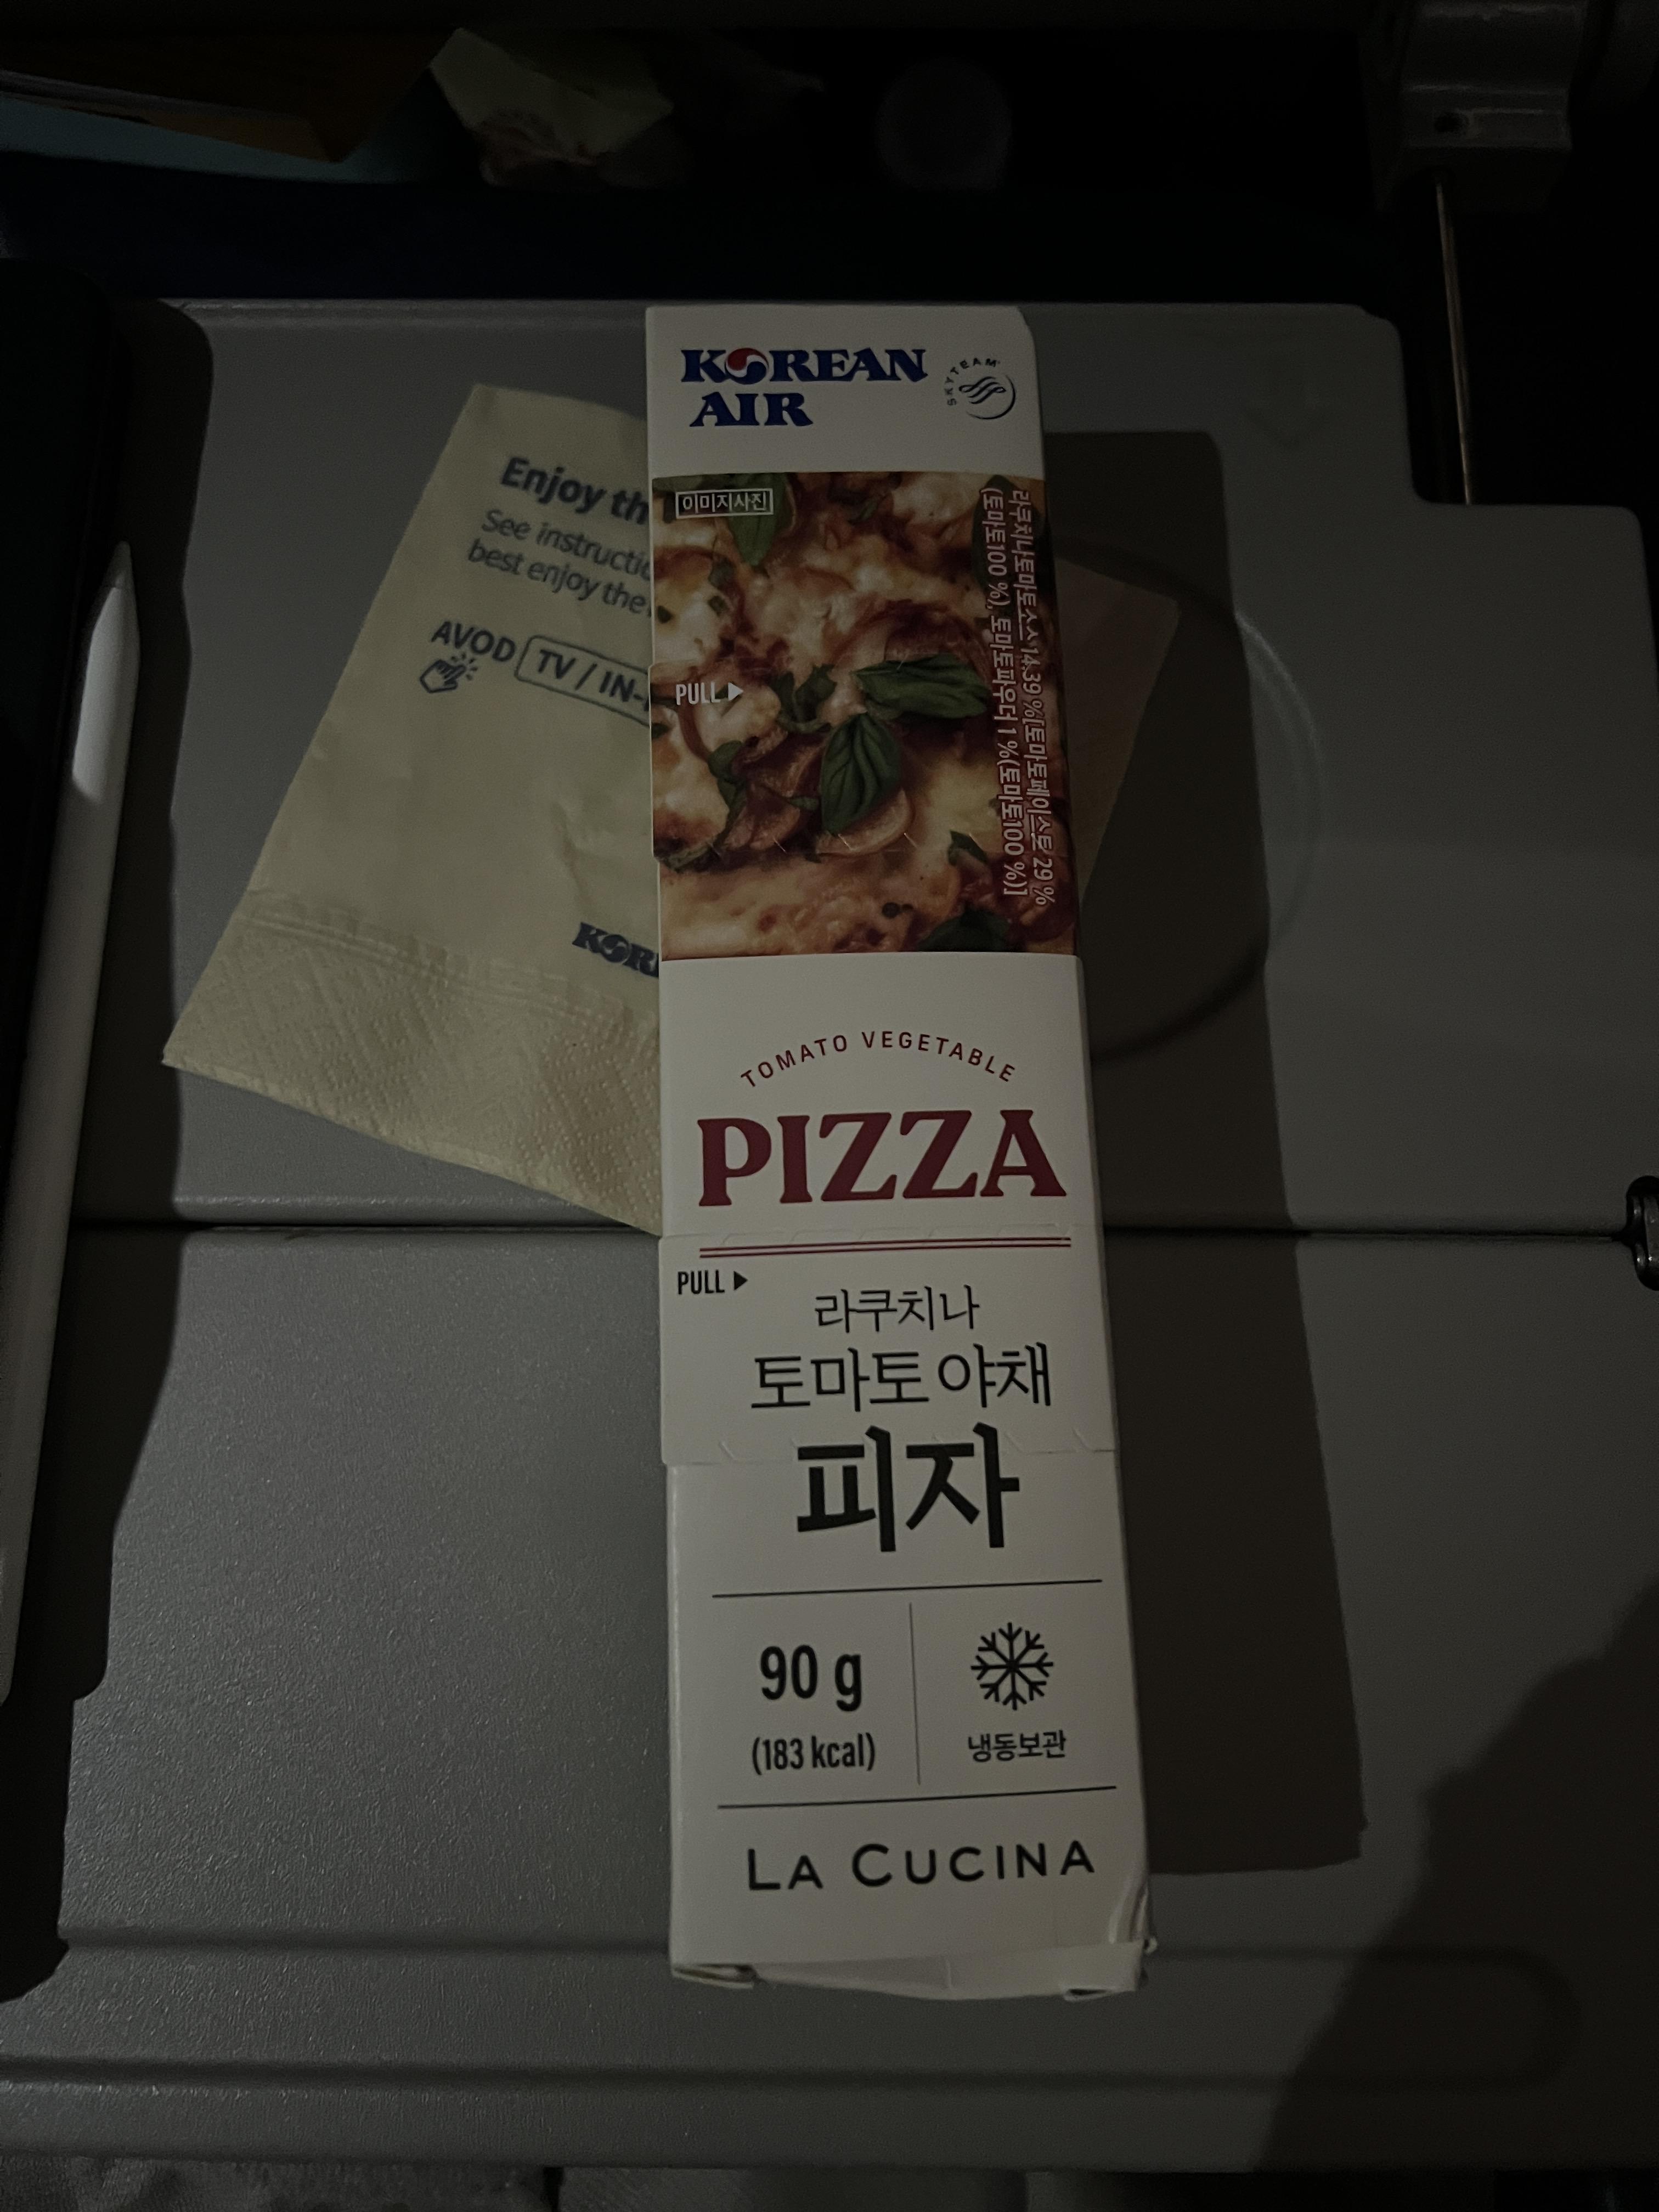 KOREAN
AIR
SKYTEAM
이미지사진
라쿠치나토마토소스14.39 %[토마토페이스트 29 %
(토마토100 %), 토마토파우더 1 %(토마토100 %)]
PULL
TOMATO VEGETABLE
PIZZA
PULL
라쿠치나
토마토 야채
피자
90 g
(183 kcal)
냉동보관
LA CUCINA
Enjoy th
See instructio
best enjoy the
AVOD TV / IN-
KOR